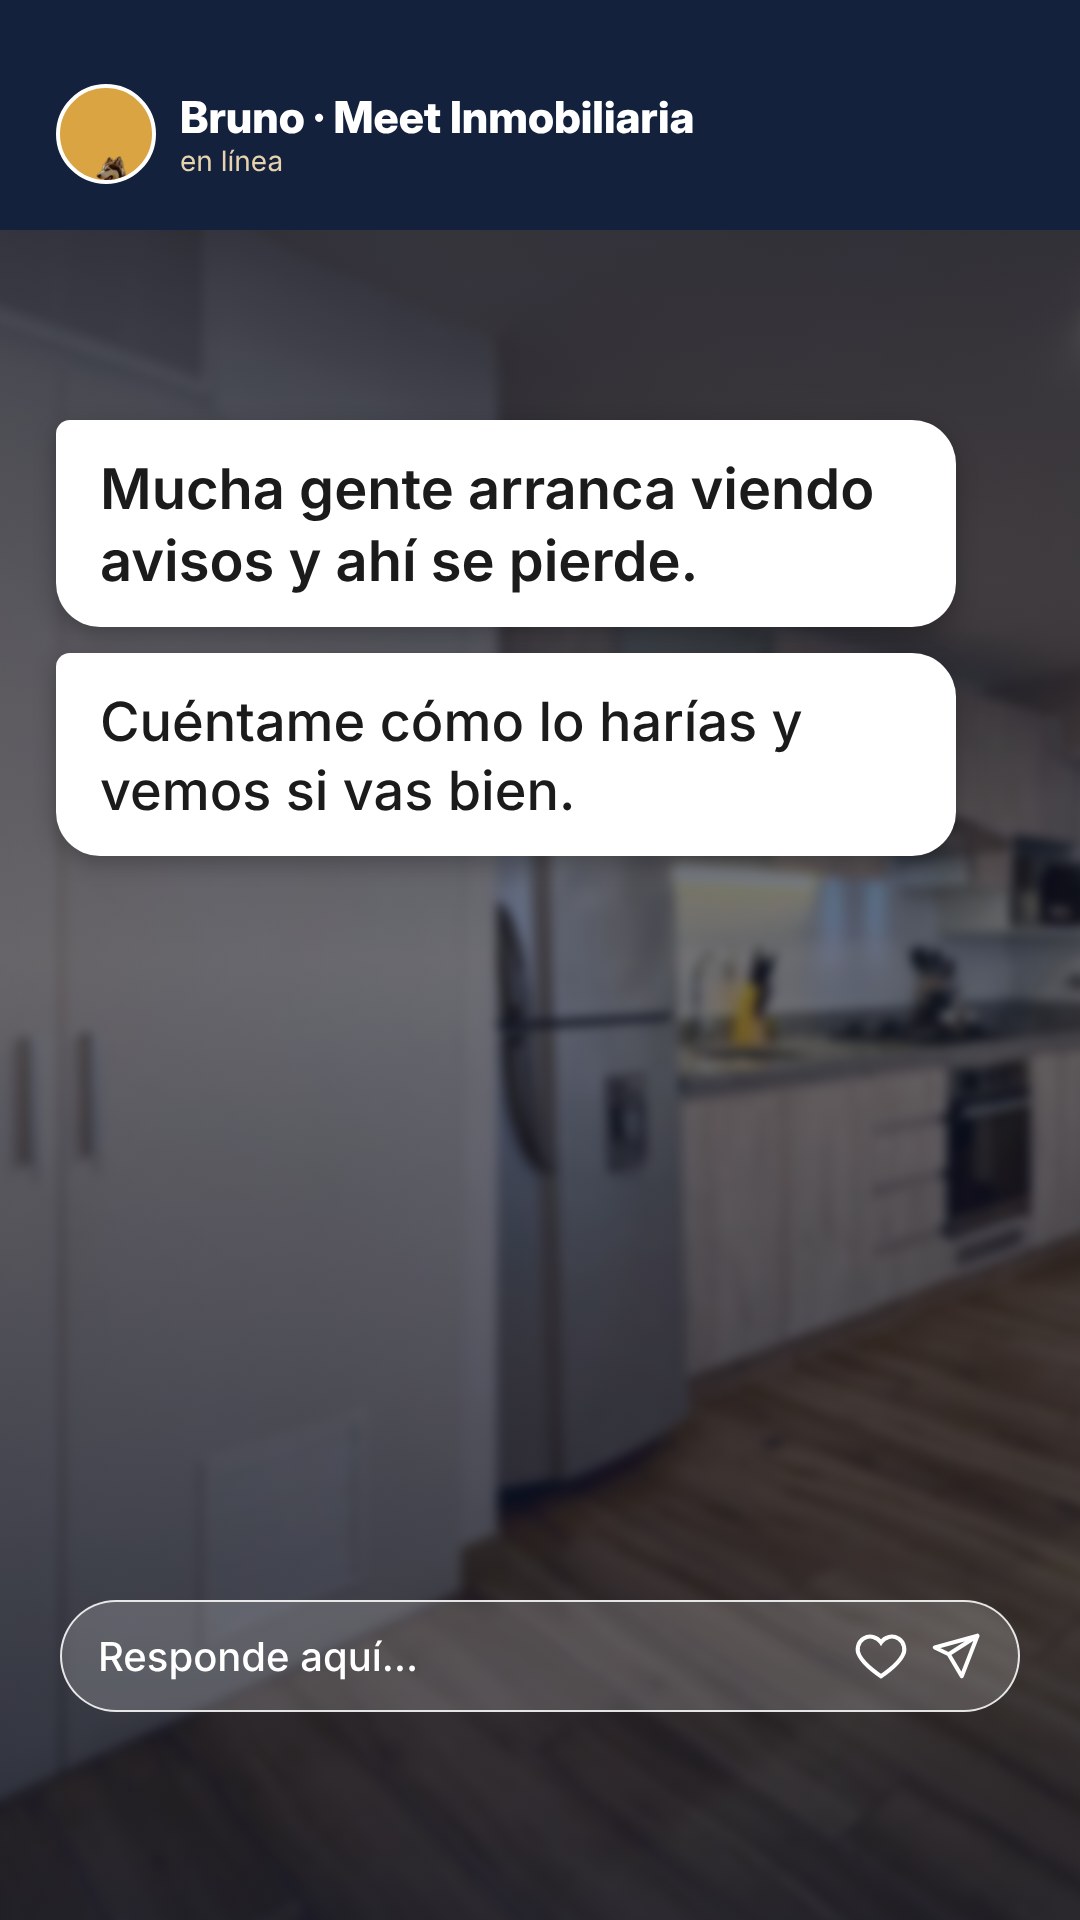 Bruno · Meet Inmobiliaria
en línea
Mucha gente arranca viendo
avisos y ahí se pierde.
Cuéntame cómo lo harías y
vemos si vas bien.
Responde aquí...